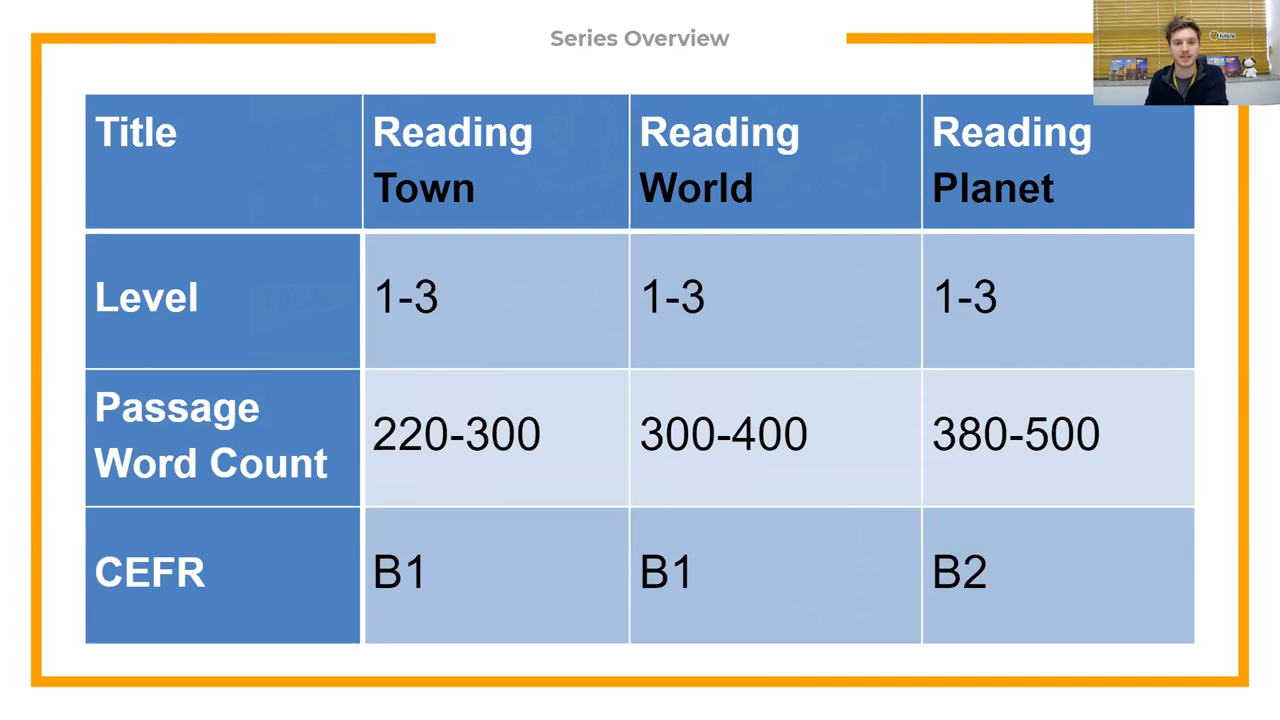 Series Overview
future
Title
Reading
Town
Reading
World
Reading
Planet
Level
1-3
1-3
1-3
Passage
Word Count
220-300
300-400
380-500
CEFR
B1
B1
B2